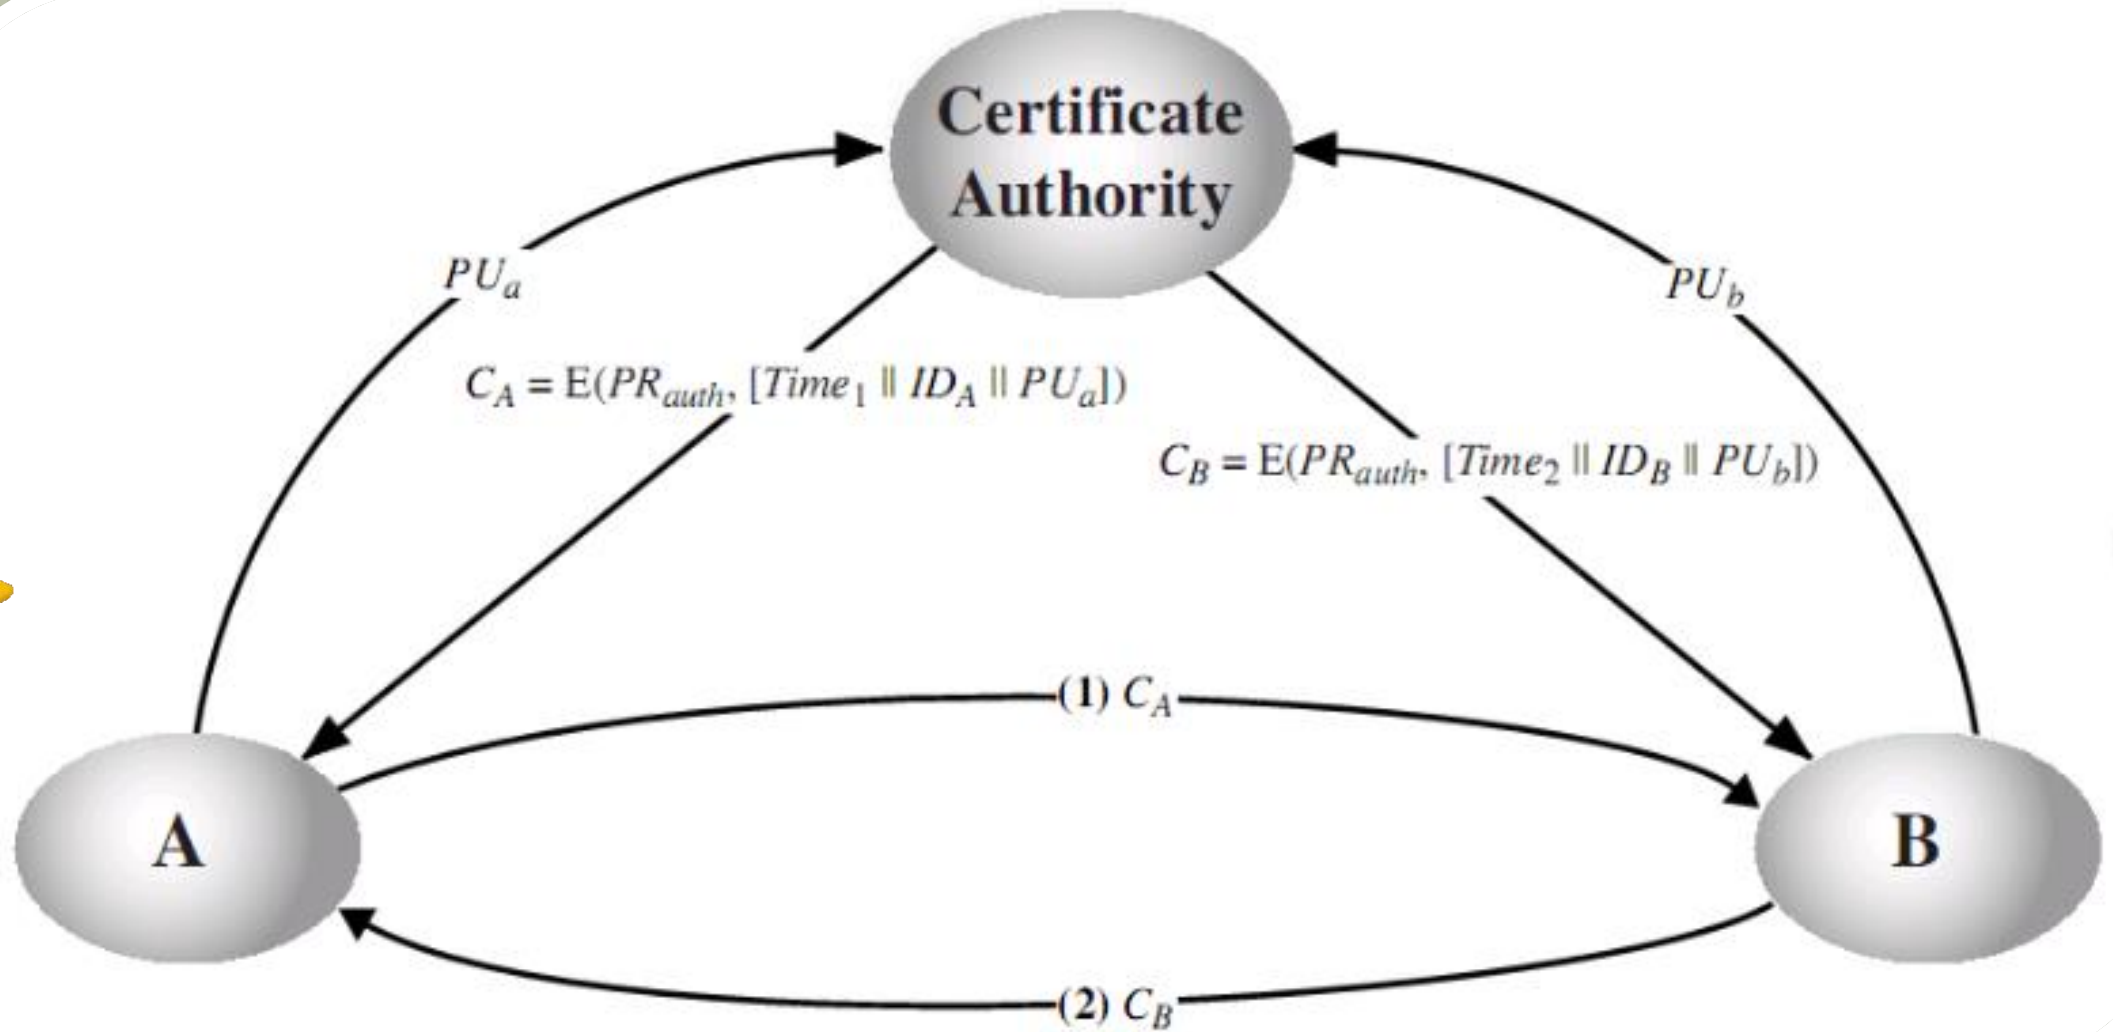 Certificate
Authority
PUa
PUb
CA = E(PRauth, [Time1 || IDA || PUa])
CB = E(PRauth, [Time2 || IDB || PUb])
(1) CA
A
B
(2) CB